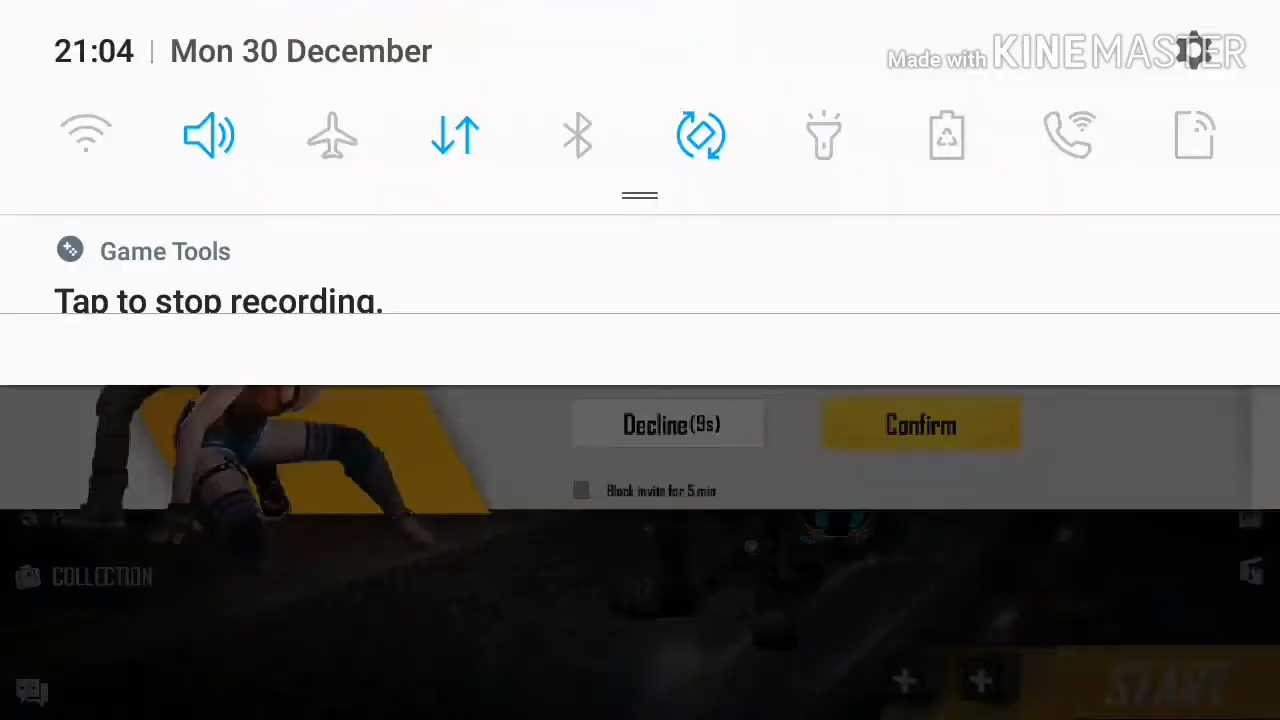 21:04 | Mon 30 December
Made with KINEMASTER
Game Tools
Tap to stop recording.
Decline(9s)
Confirm
Block invite for 5 min
COLLECTION
START